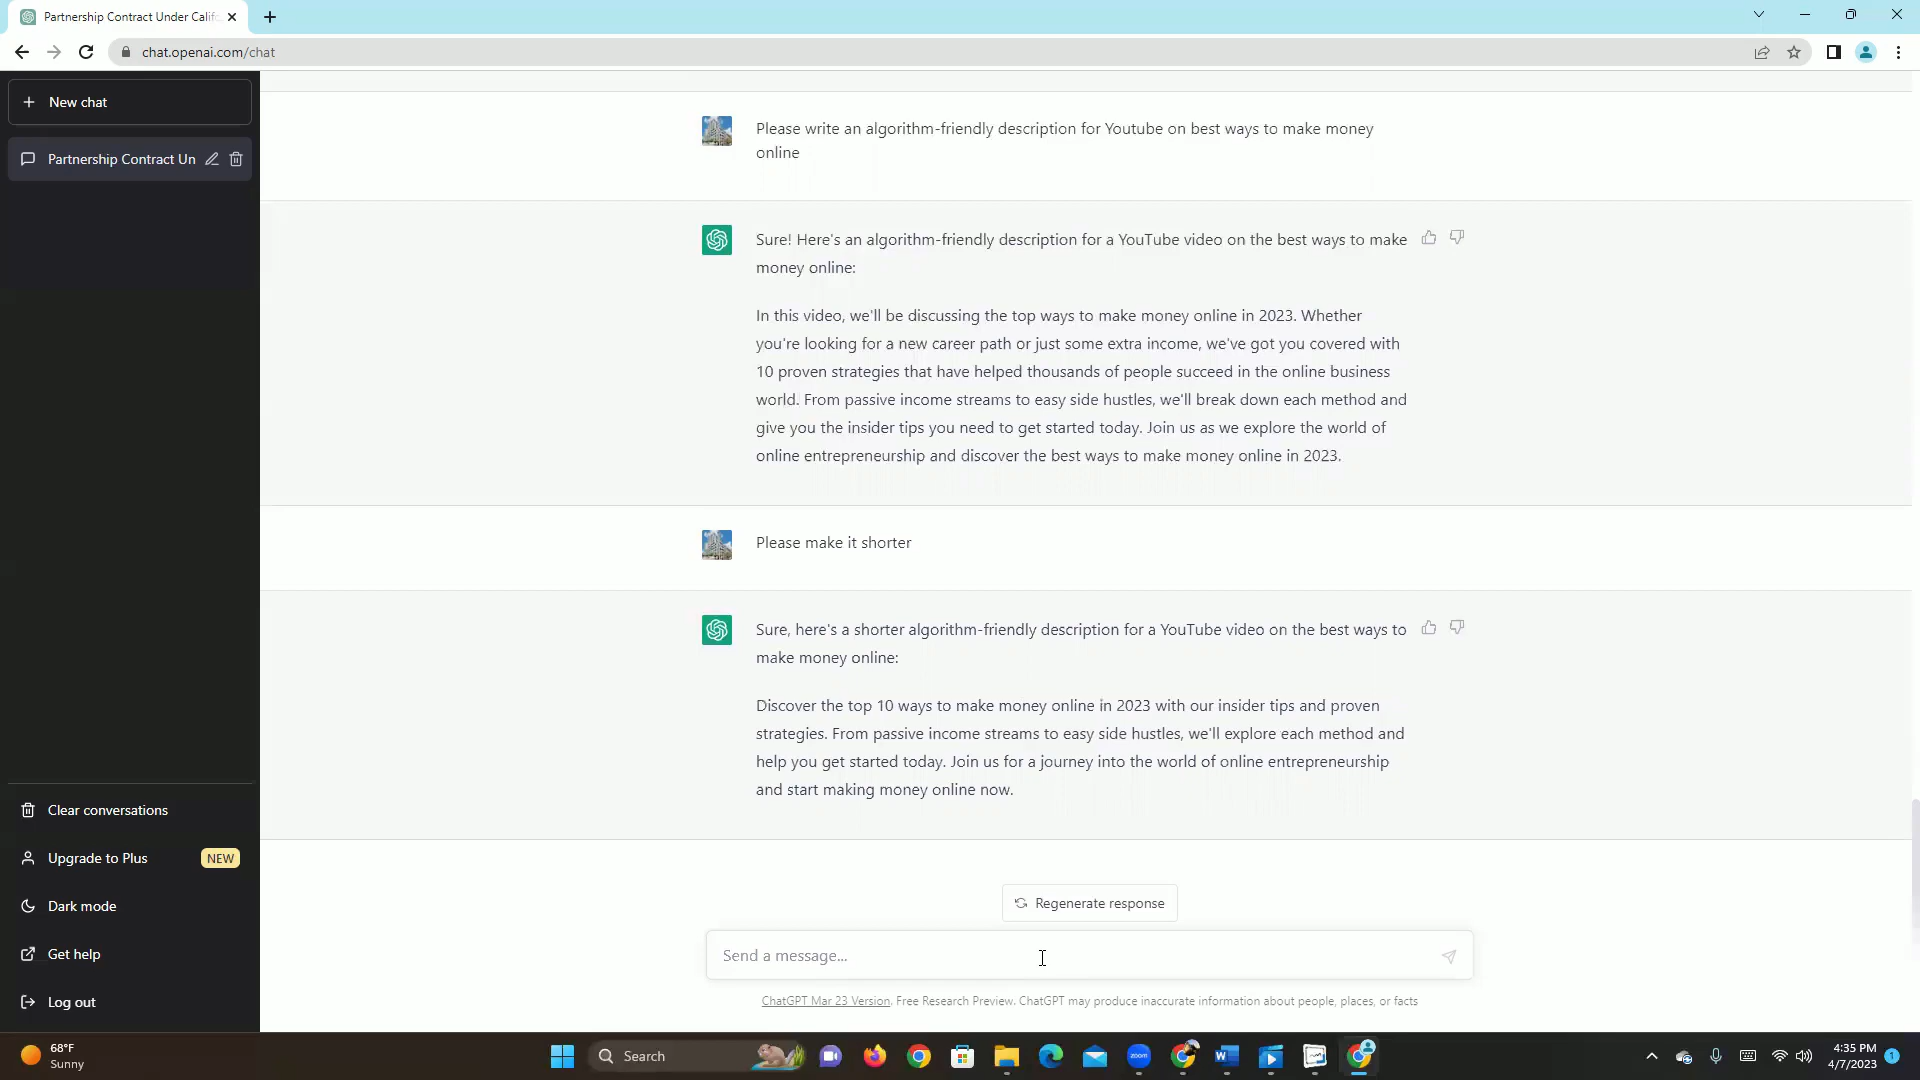 Partnership Contract Under Califo
chat.openai.com/chat
New chat
Partnership Contract Un
Please write an algorithm-friendly description for Youtube on best ways to make money
online
Sure! Here's an algorithm-friendly description for a YouTube video on the best ways to make
money online:
In this video, we'll be discussing the top ways to make money online in 2023. Whether
you're looking for a new career path or just some extra income, we've got you covered with
10 proven strategies that have helped thousands of people succeed in the online business
world. From passive income streams to easy side hustles, we'll break down each method and
give you the insider tips you need to get started today. Join us as we explore the world of
online entrepreneurship and discover the best ways to make money online in 2023.
Please make it shorter
Sure, here's a shorter algorithm-friendly description for a YouTube video on the best ways to
make money online:
Discover the top 10 ways to make money online in 2023 with our insider tips and proven
strategies. From passive income streams to easy side hustles, we'll explore each method and
help you get started today. Join us for a journey into the world of online entrepreneurship
and start making money online now.
Clear conversations
Upgrade to Plus NEW
Dark mode
Get help
Log out
Regenerate response
Send a message...
ChatGPT Mar 23 Version. Free Research Preview. ChatGPT may produce inaccurate information about people, places, or facts
68°F
Sunny
Search
zoom
4:35 PM
4/7/2023
1